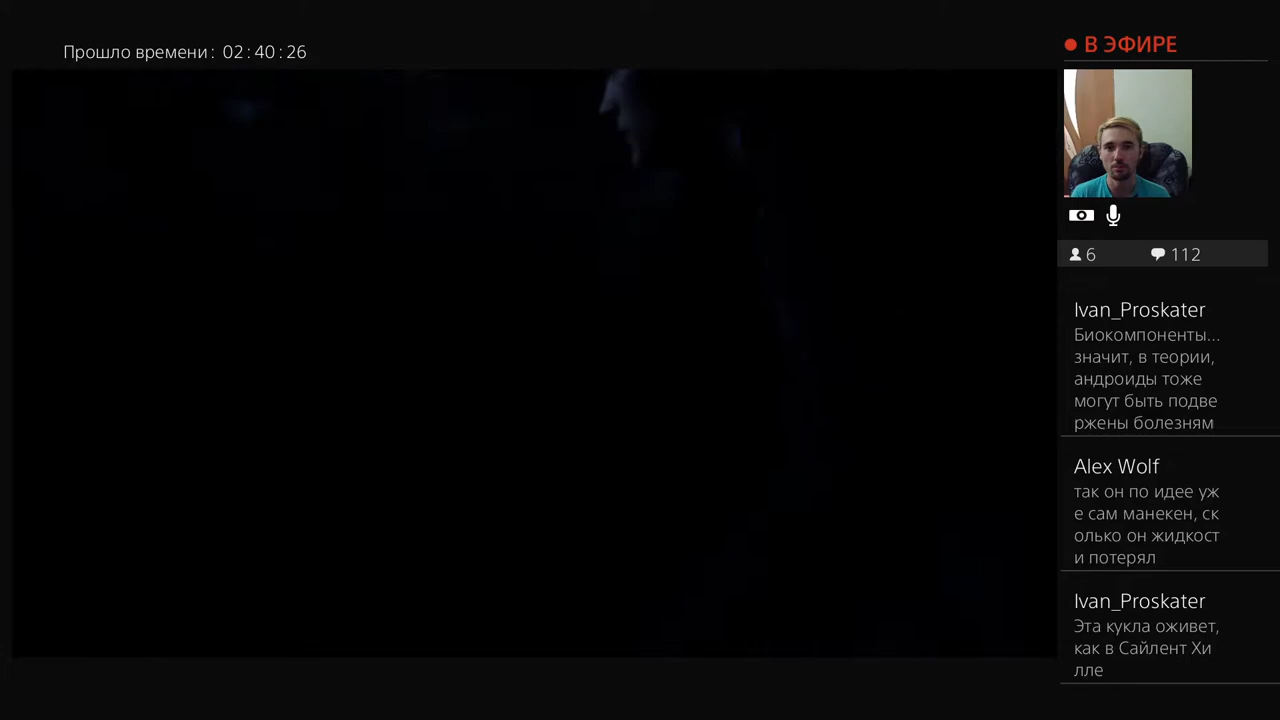 Прошло времени: 02:40:26
В ЭФИРЕ
6
112
Ivan_Proskater
Биокомпоненты...
значит, в теории,
андроиды тоже
могут быть подве
ржены болезням
Alex Wolf
так он по идее уж
е сам манекен, ск
олько он жидкост
и потерял
Ivan_Proskater
Эта кукла оживет,
как в Сайлент Хи
лле